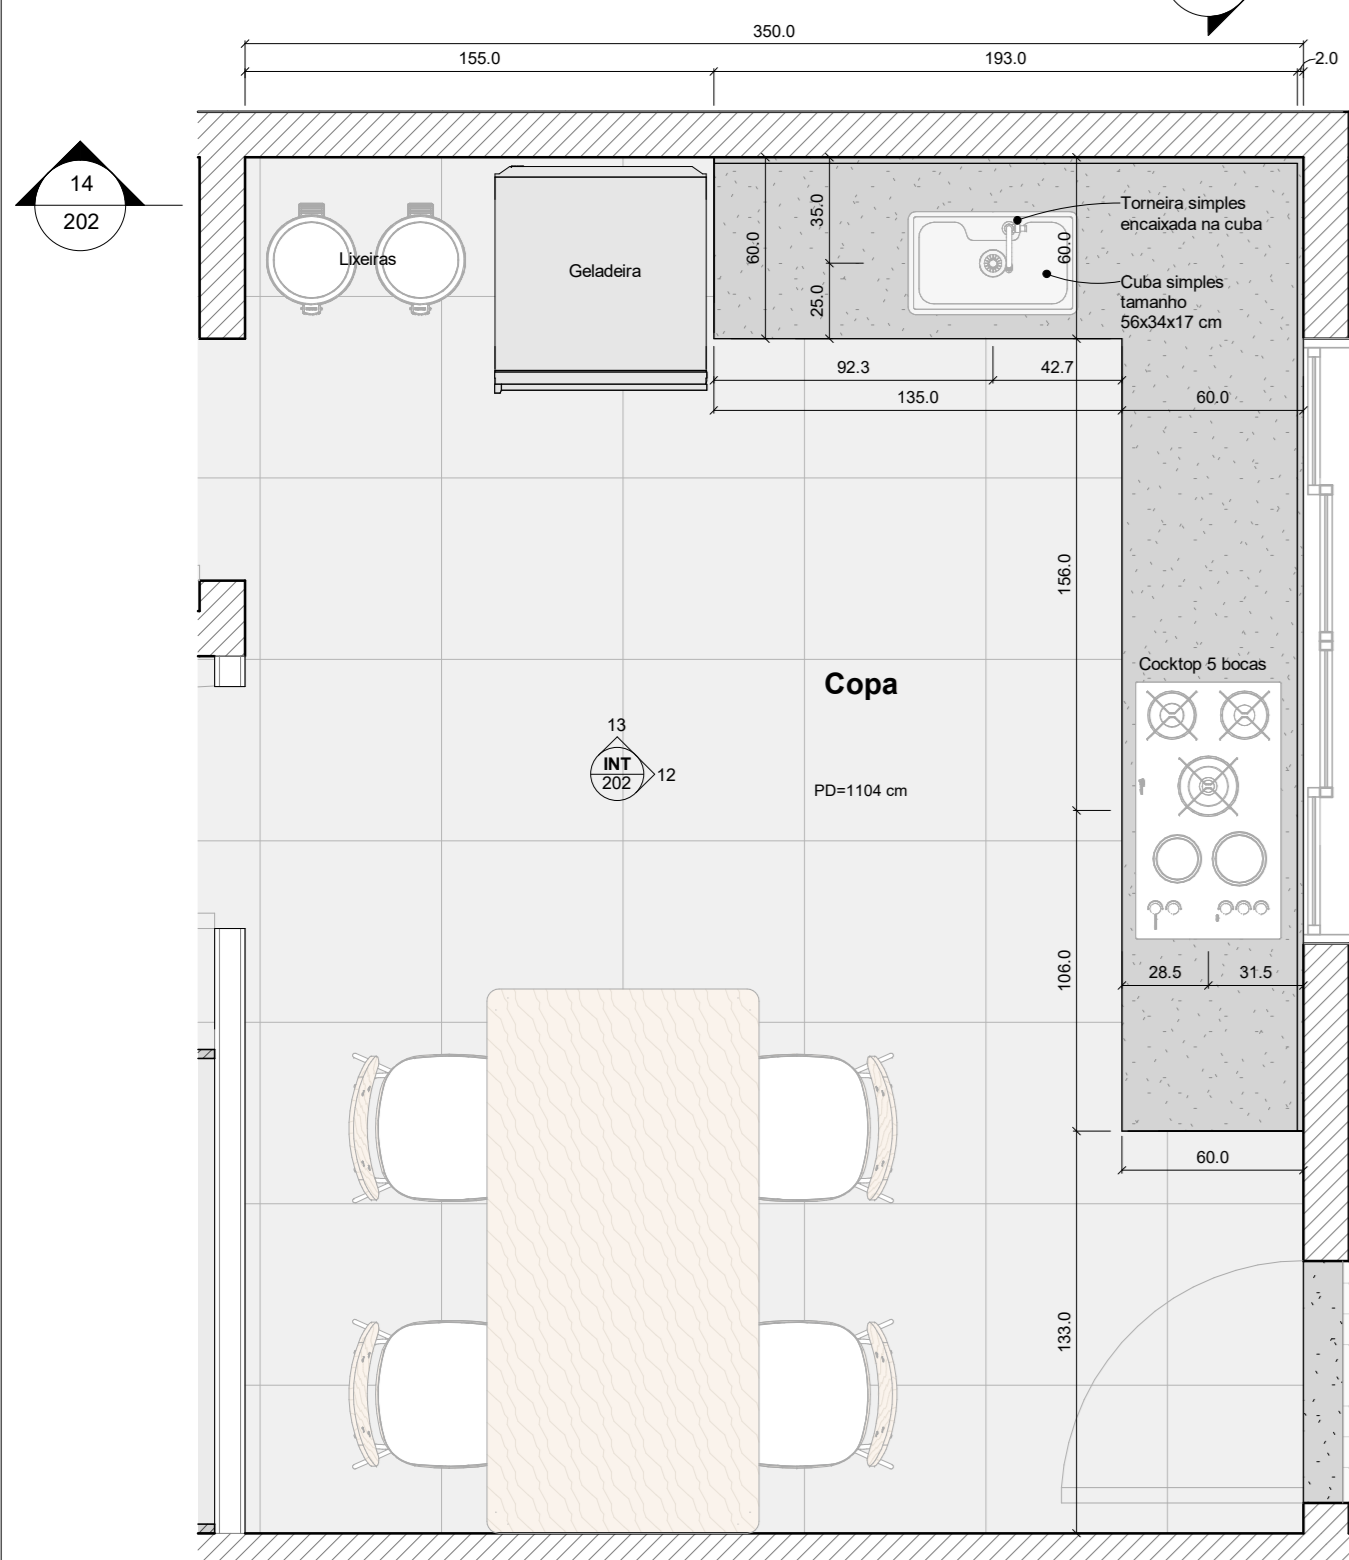 350.0
155.0
193.0
2.0
14
202
Lixeiras
Geladeira
60.0
35.0
25.0
60.0
Torneira simples
encaixada na cuba
Cuba simples
tamanho
56x34x17 cm
92.3
42.7
135.0
60.0
156.0
Cocktop 5 bocas
Copa
13
INT
202
12
PD=1104 cm
106.0
28.5
31.5
60.0
133.0